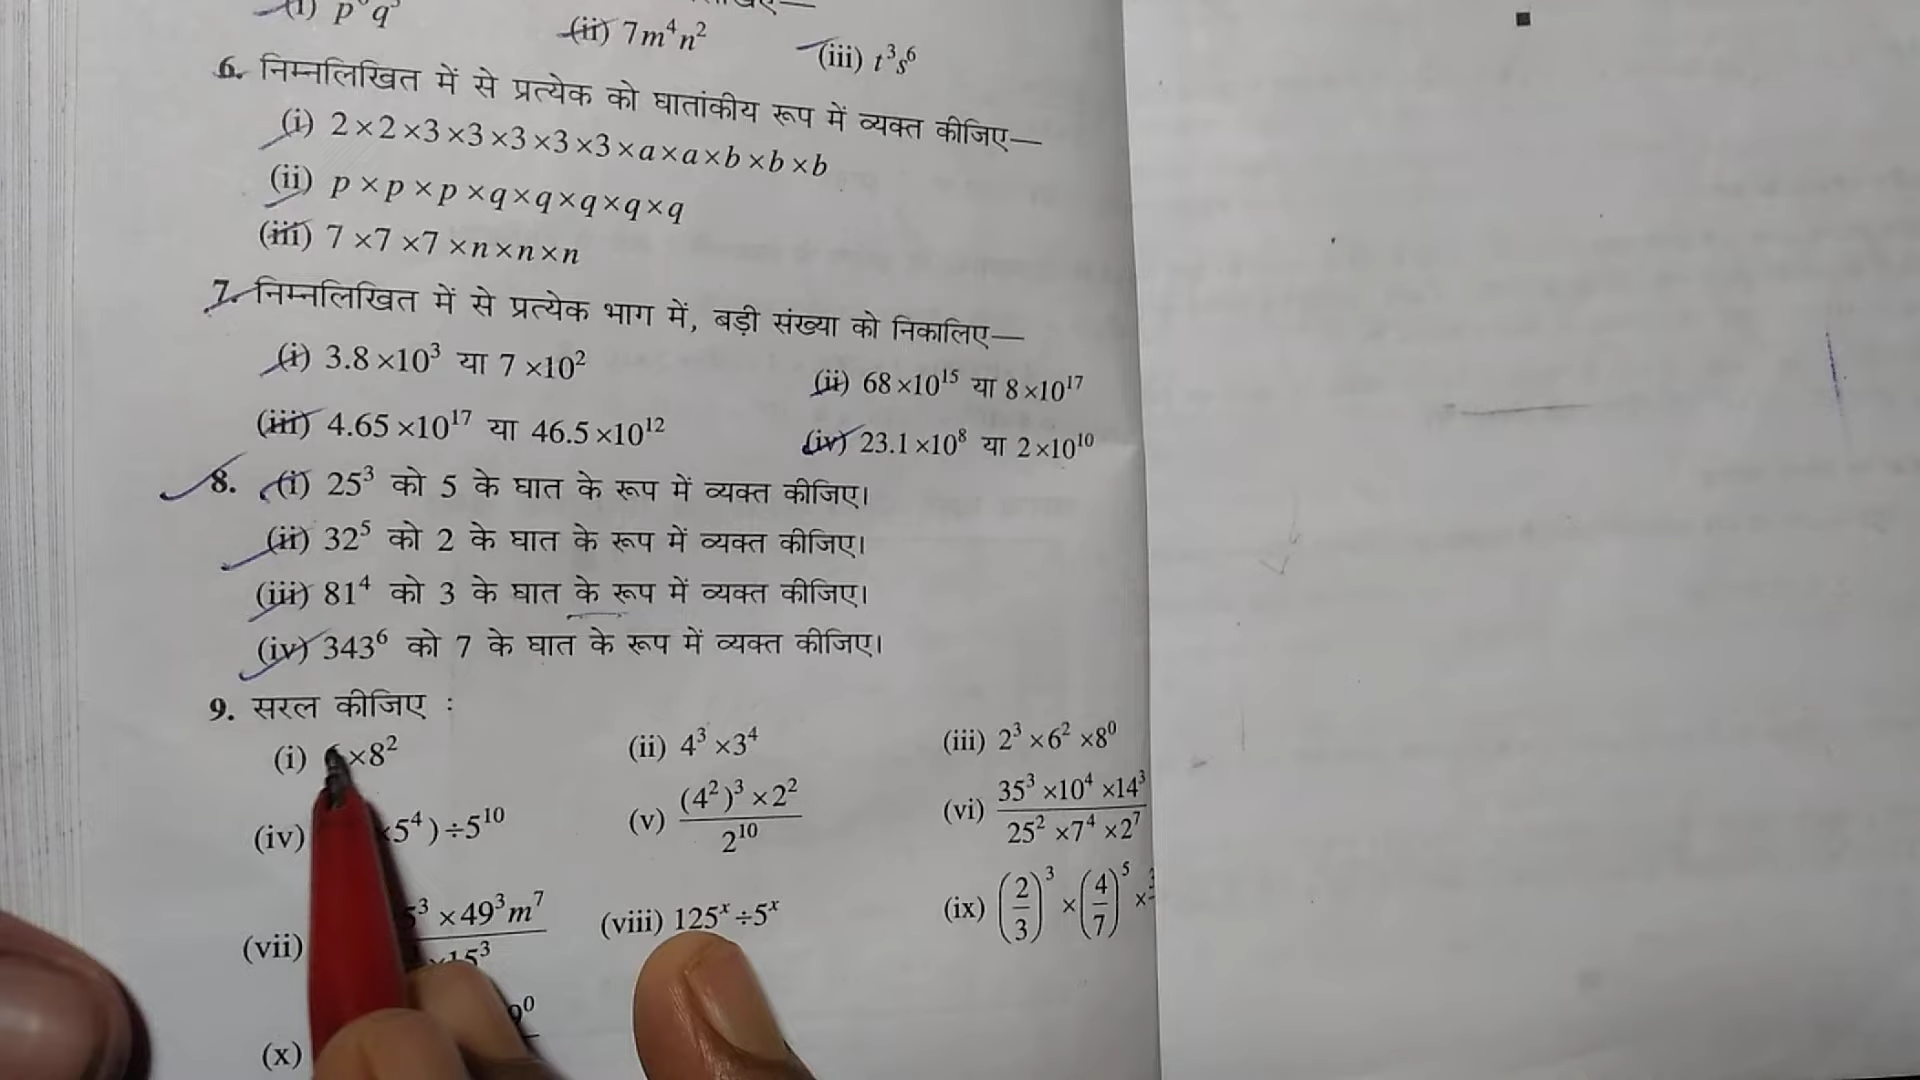 (i) p q
(ii) 7m⁴n²
(iii) t³s⁶
6. निम्नलिखित में से प्रत्येक को घातांकीय रूप में व्यक्त कीजिए—
(i) 2×2×3×3×3×3×3×a×a×b×b×b
(ii) p×p×p×q×q×q×q×q
(iii) 7×7×7×n×n×n
7. निम्नलिखित में से प्रत्येक भाग में, बड़ी संख्या को निकालिए—
(i) 3.8×10³ या 7×10²
(ii) 68×10¹⁵ या 8×10¹⁷
(iii) 4.65×10¹⁷ या 46.5×10¹²
(iv) 23.1×10⁸ या 2×10¹⁰
8. (i) 25³ को 5 के घात के रूप में व्यक्त कीजिए।
(ii) 32⁵ को 2 के घात के रूप में व्यक्त कीजिए।
(iii) 81⁴ को 3 के घात के रूप में व्यक्त कीजिए।
(iv) 343⁶ को 7 के घात के रूप में व्यक्त कीजिए।
9. सरल कीजिए :
(i) ×8²
(ii) 4³×3⁴
(iii) 2³×6²×8⁰
(iv) ×5⁴)÷5¹⁰
(v) (4²)³×2² / 2¹⁰
(vi) 35³×10⁴×14³ / 25²×7⁴×2⁷
(vii) 5³×49³m⁷ / ×15³
(viii) 125ˣ÷5ˣ
(ix) (2/3)³×(4/7)⁵×
(x) 9⁰